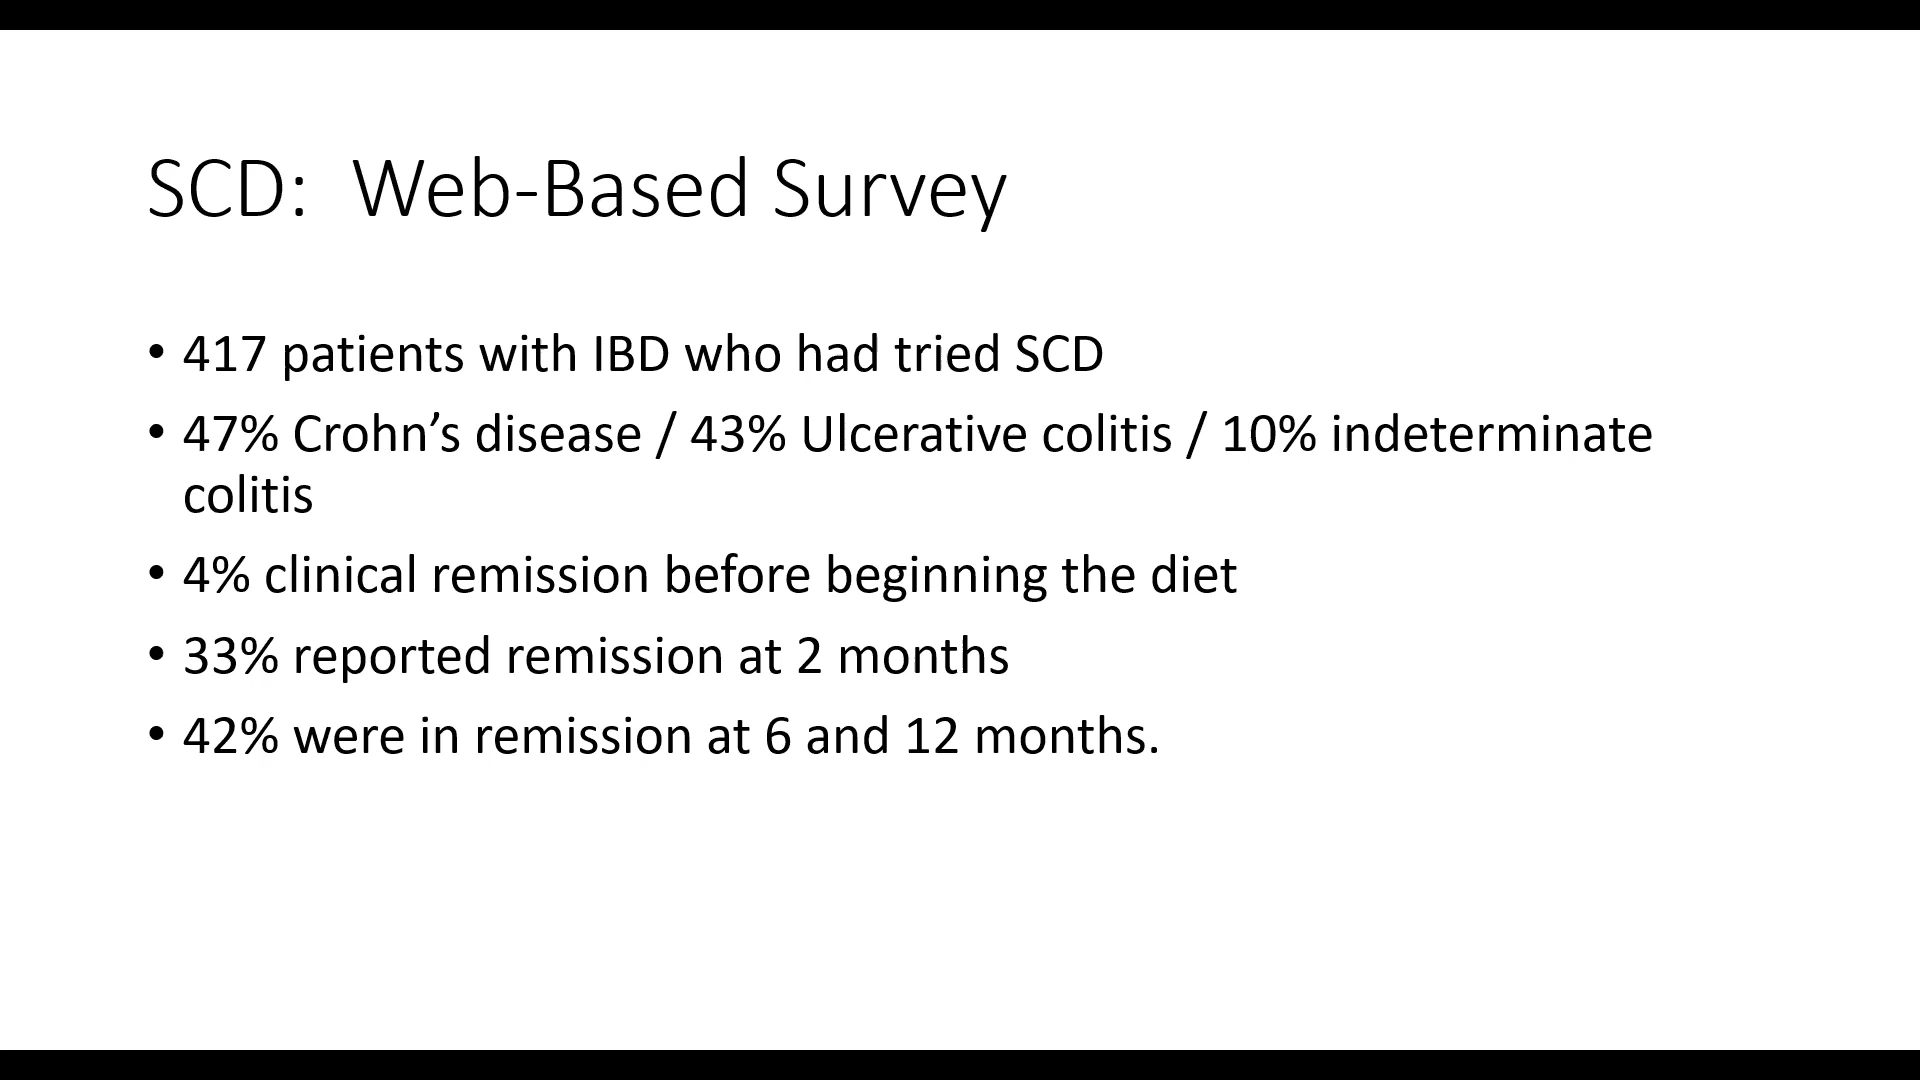 SCD:  Web-Based Survey
• 417 patients with IBD who had tried SCD
• 47% Crohn’s disease / 43% Ulcerative colitis / 10% indeterminate
colitis
• 4% clinical remission before beginning the diet
• 33% reported remission at 2 months
• 42% were in remission at 6 and 12 months.